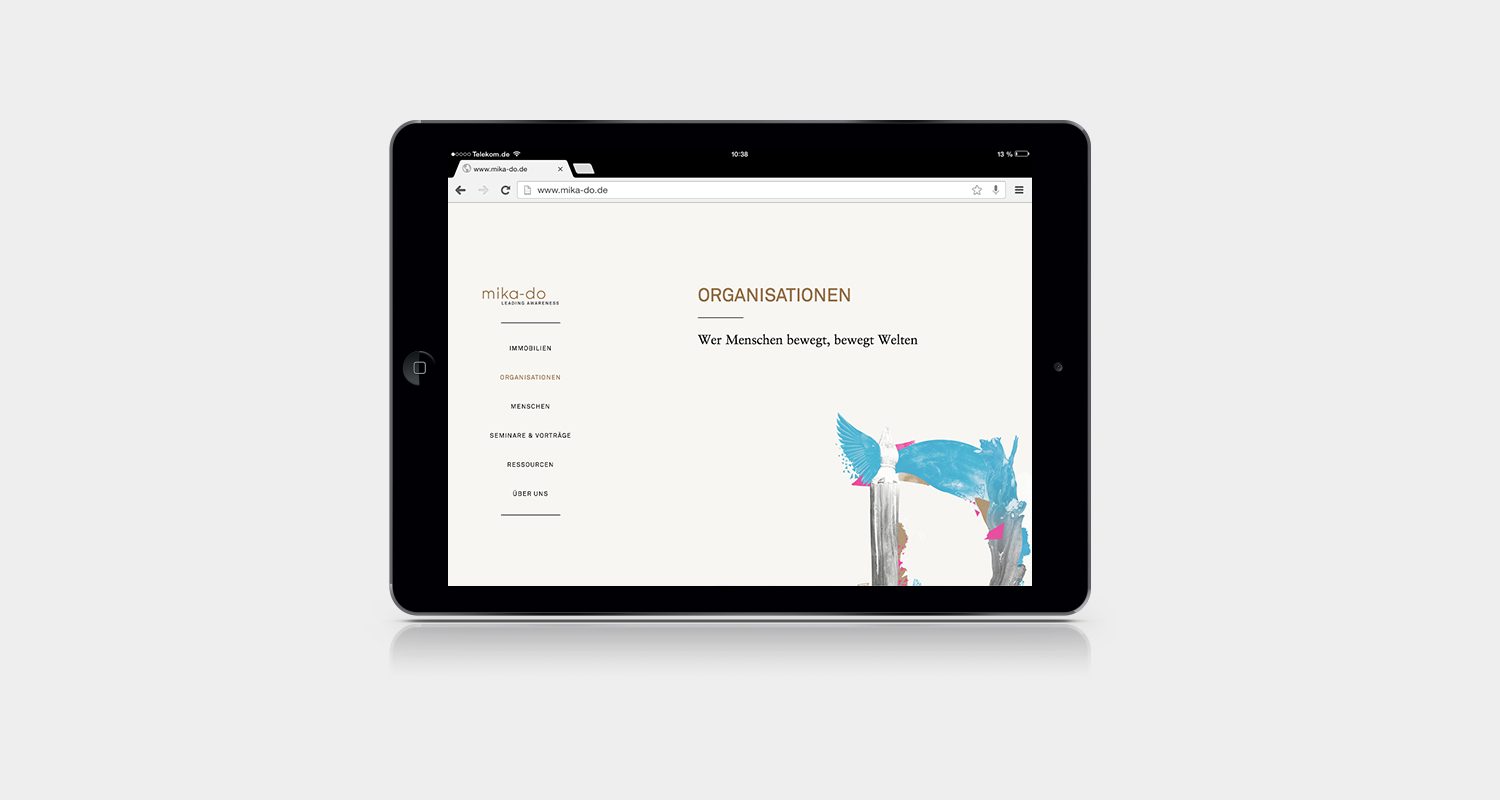 Telekom.de 10:38 13 %
www.mika-do.de
www.mika-do.de
mika-do
LEADING AWARENESS
IMMOBILIEN
ORGANISATIONEN
MENSCHEN
SEMINARE & VORTRÄGE
RESSOURCEN
ÜBER UNS
ORGANISATIONEN
Wer Menschen bewegt, bewegt Welten